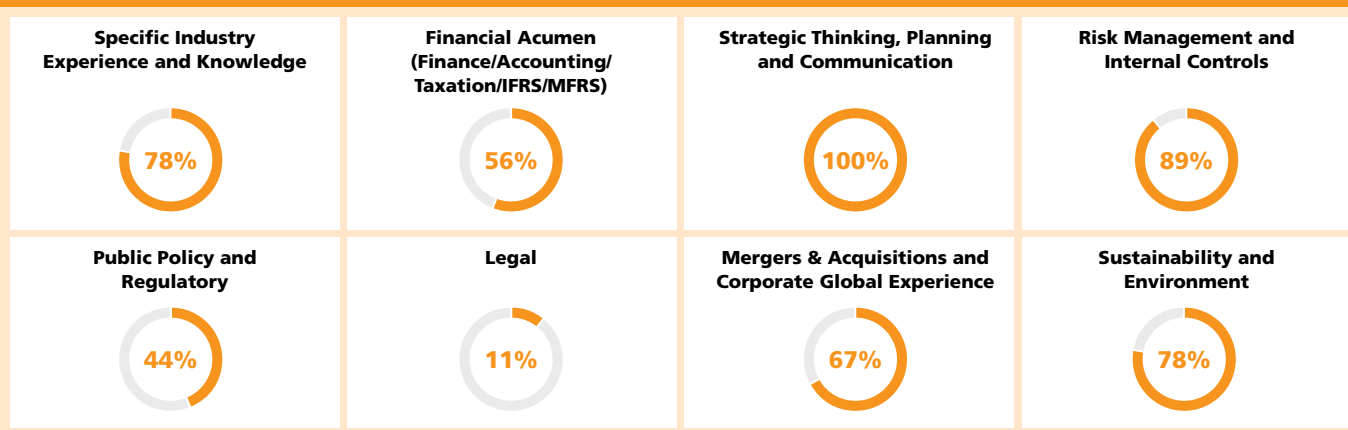 Specific Industry
Experience and Knowledge
78%
Financial Acumen
(Finance/Accounting/
Taxation/IFRS/MFRS)
56%
Strategic Thinking, Planning
and Communication
100%
Risk Management and
Internal Controls
89%
Public Policy and
Regulatory
44%
Legal
11%
Mergers & Acquisitions and
Corporate Global Experience
67%
Sustainability and
Environment
78%